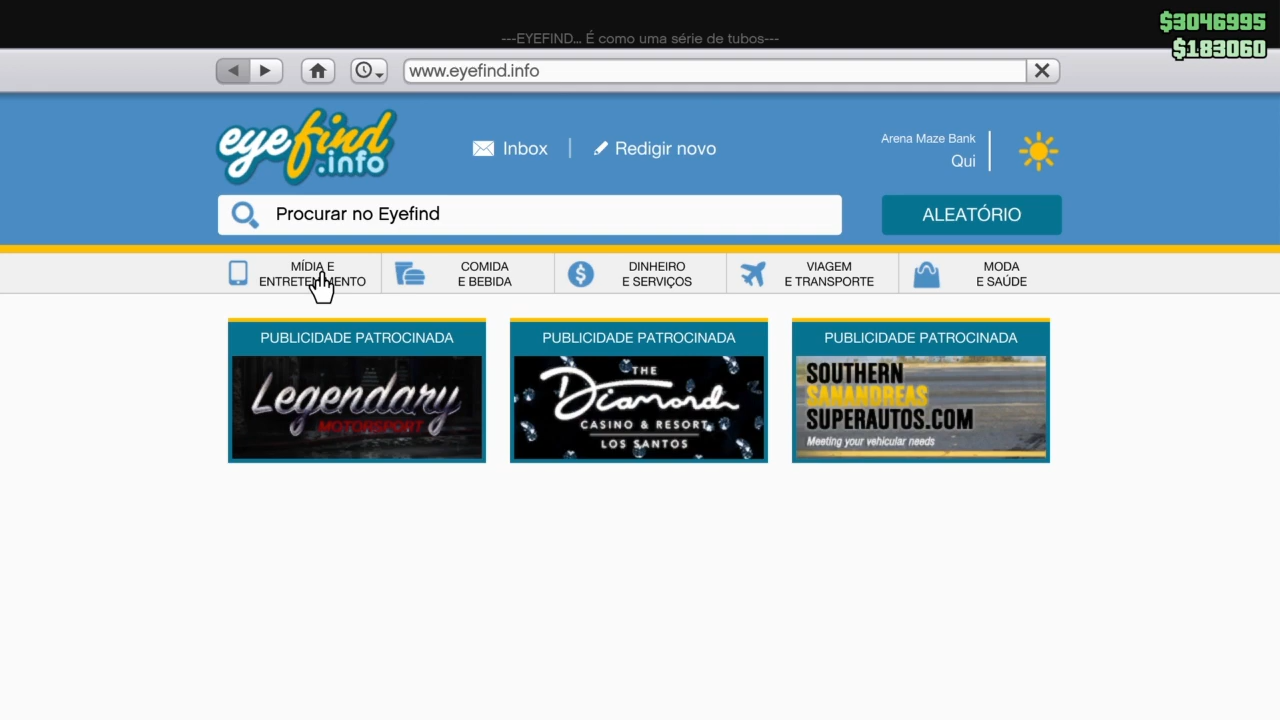 $3046995
---EYEFIND... É como uma série de tubos---
$183060
www.eyefind.info
eyefind
.info
Inbox
Redigir novo
Arena Maze Bank
Qui
Procurar no Eyefind
ALEATÓRIO
MÍDIA E
ENTRETENIMENTO
COMIDA
E BEBIDA
DINHEIRO
E SERVIÇOS
VIAGEM
E TRANSPORTE
MODA
E SAÚDE
PUBLICIDADE PATROCINADA
Legendary
MOTORSPORT
PUBLICIDADE PATROCINADA
THE
Diamond
CASINO & RESORT
LOS SANTOS
PUBLICIDADE PATROCINADA
SOUTHERN
SANANDREAS
SUPERAUTOS.COM
Meeting your vehicular needs